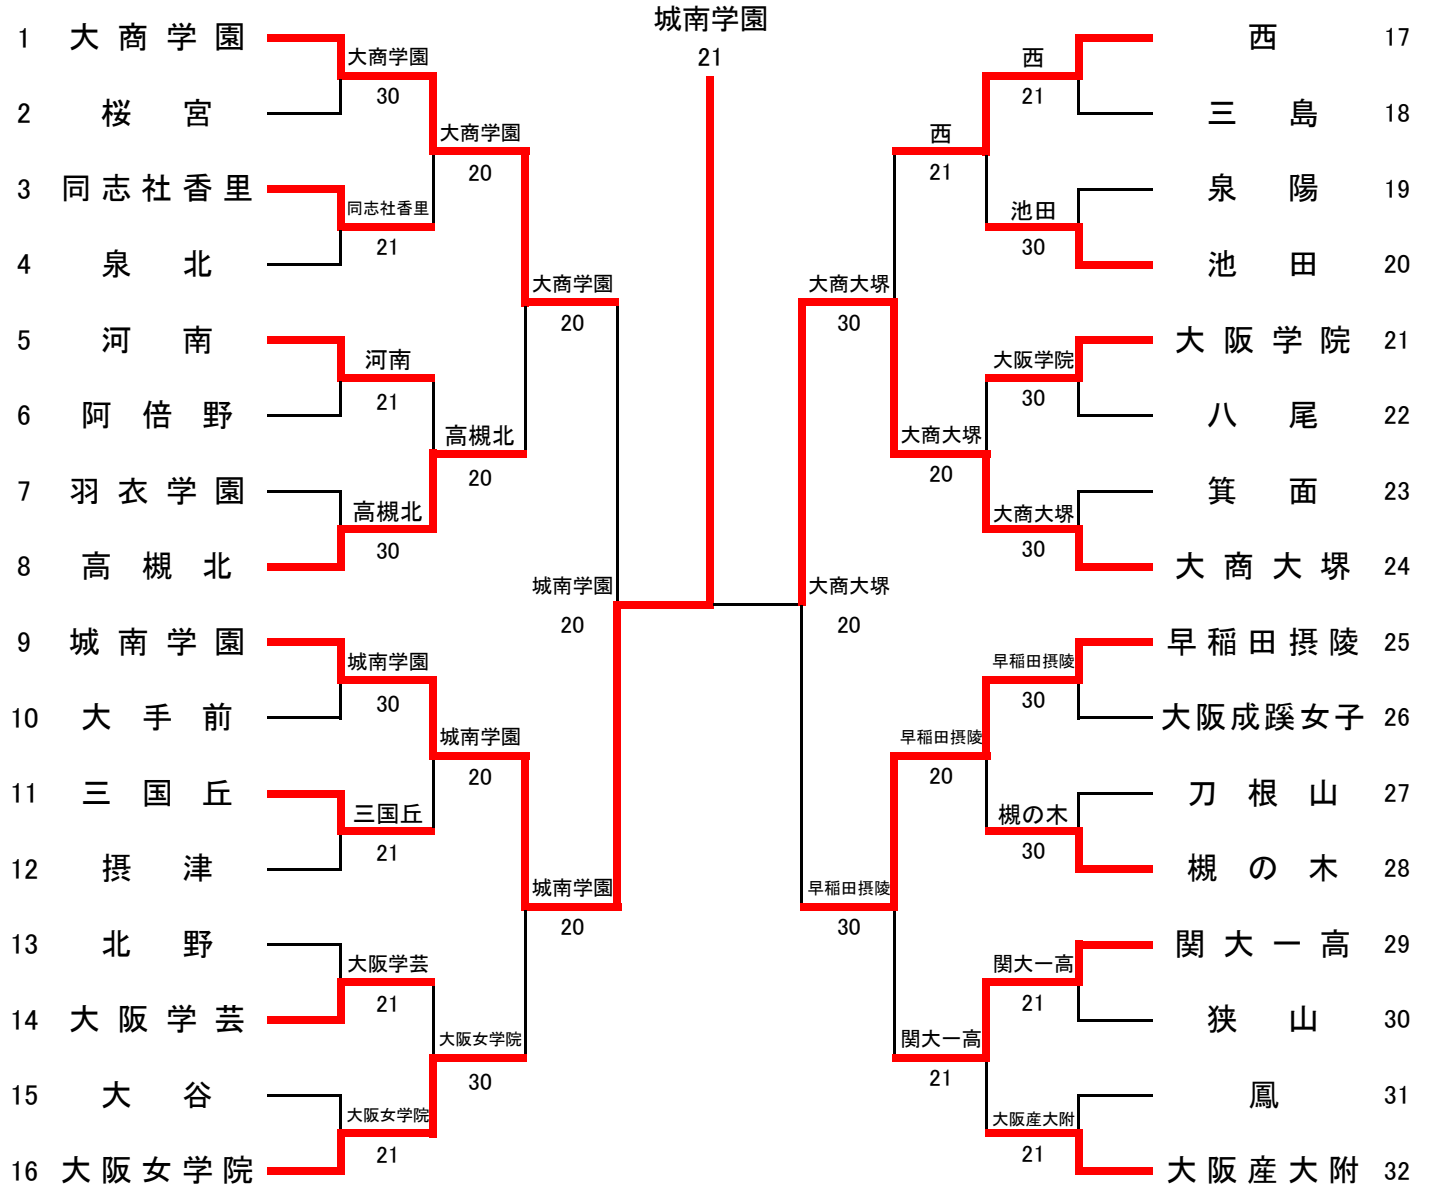 城南学園
21
1 大商学園
2 桜宮
3 同志社香里
4 泉北
5 河南
6 阿倍野
7 羽衣学園
8 高槻北
9 城南学園
10 大手前
11 三国丘
12 摂津
13 北野
14 大阪学芸
15 大谷
16 大阪女学院
大商学園
30
同志社香里
21
河南
21
高槻北
30
城南学園
30
三国丘
21
大阪学芸
21
大阪女学院
21
大商学園
20
高槻北
20
城南学園
20
大阪女学院
30
大商学園
20
城南学園
20
城南学園
20
大商大堺
20
大商大堺
30
早稲田摂陵
30
西
21
大商大堺
20
早稲田摂陵
20
関大一高
21
西
21
池田
30
大阪学院
30
大商大堺
30
早稲田摂陵
30
槻の木
30
関大一高
21
大阪産大附
21
西 17
三島 18
泉陽 19
池田 20
大阪学院 21
八尾 22
箕面 23
大商大堺 24
早稲田摂陵 25
大阪成蹊女子 26
刀根山 27
槻の木 28
関大一高 29
狭山 30
鳳 31
大阪産大附 32